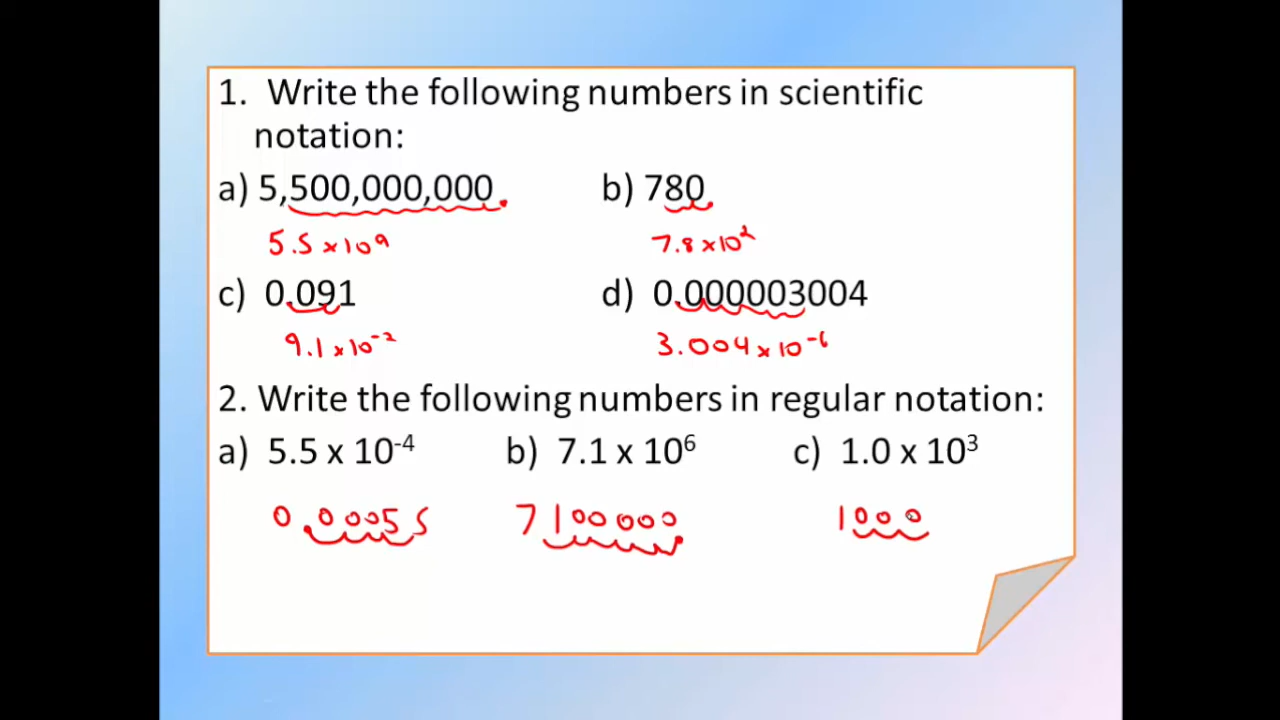 1. Write the following numbers in scientific
notation:
a) 5,500,000,000. b) 780.
5.5 x 10⁹ 7.8 x 10²
c) 0.091 d) 0.000003004
9.1 x 10⁻² 3.004 x 10⁻⁶
2. Write the following numbers in regular notation:
a) 5.5 x 10⁻⁴ b) 7.1 x 10⁶ c) 1.0 x 10³
0.00055 7100000. 1000